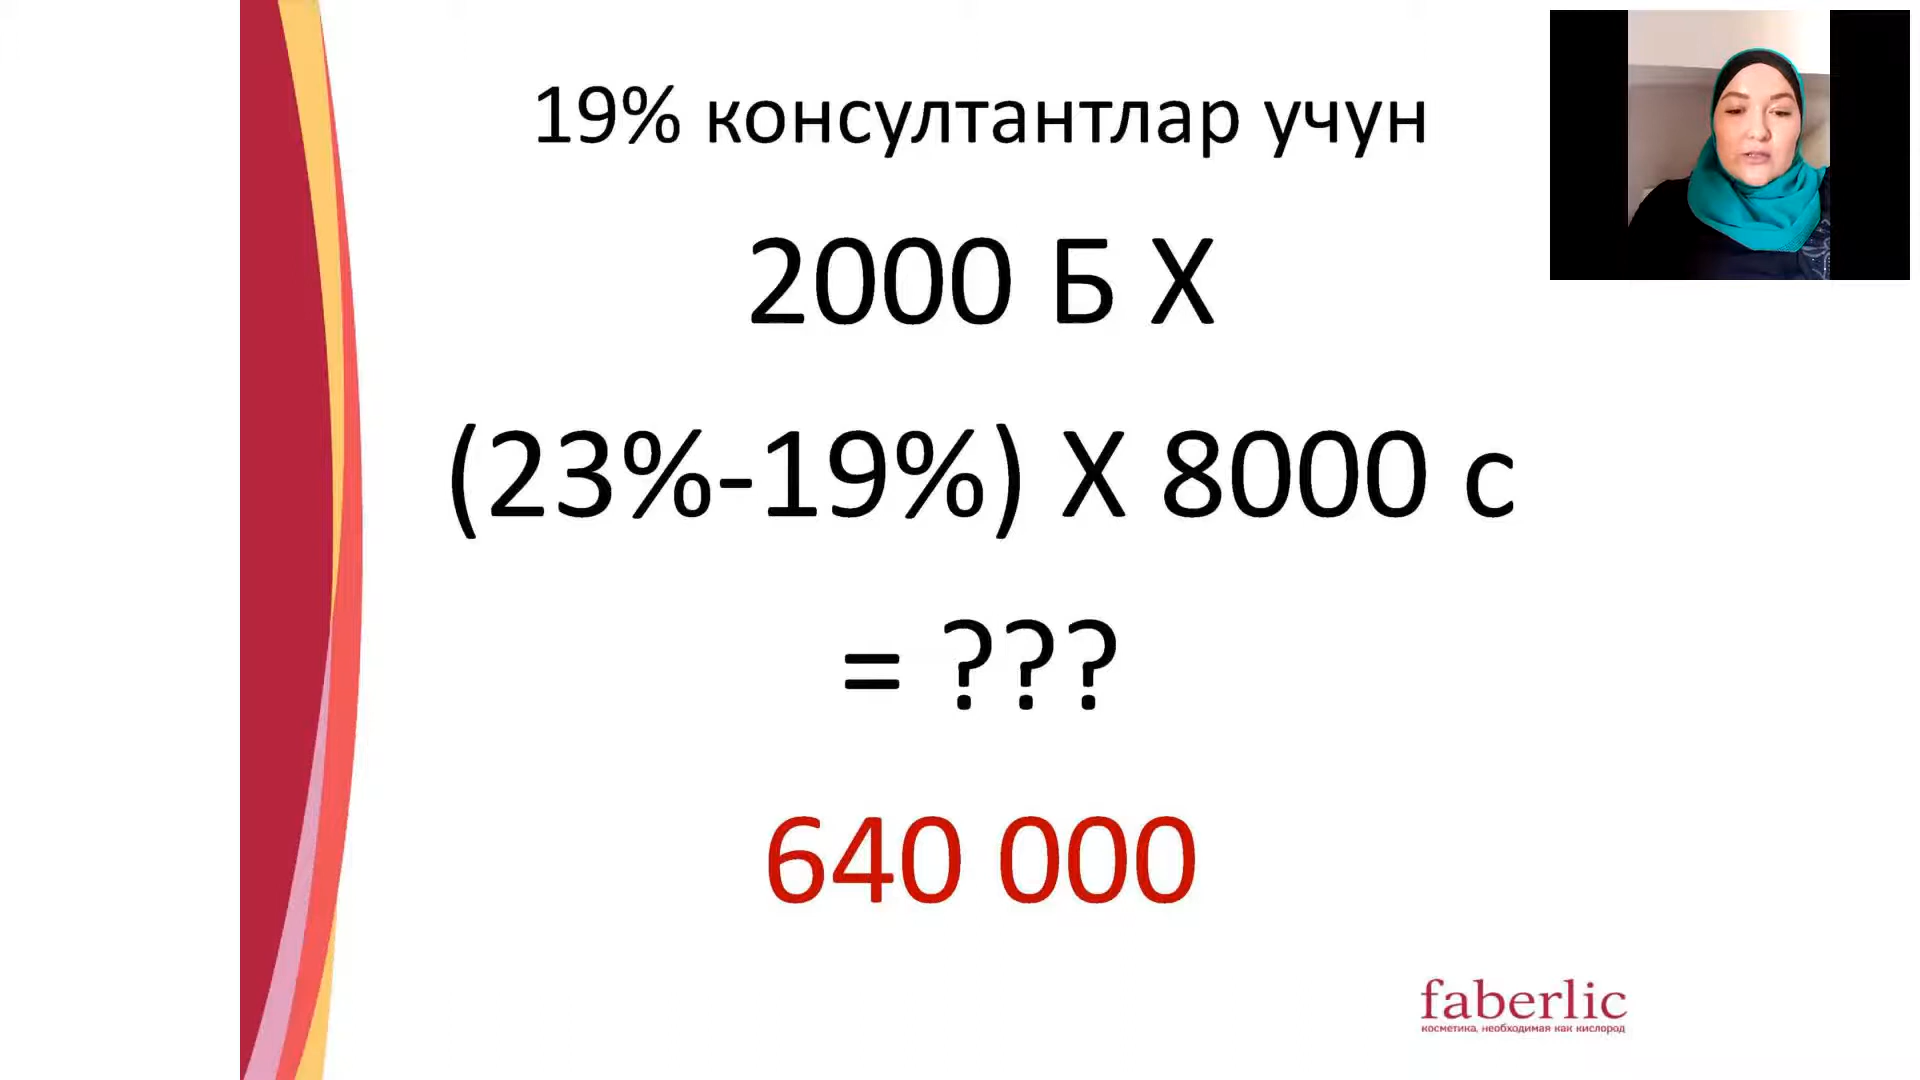 19% консултантлар учун
2000 Б Х
(23%-19%) Х 8000 с
= ???
640 000
faberlic
косметика, необходимая как кислород